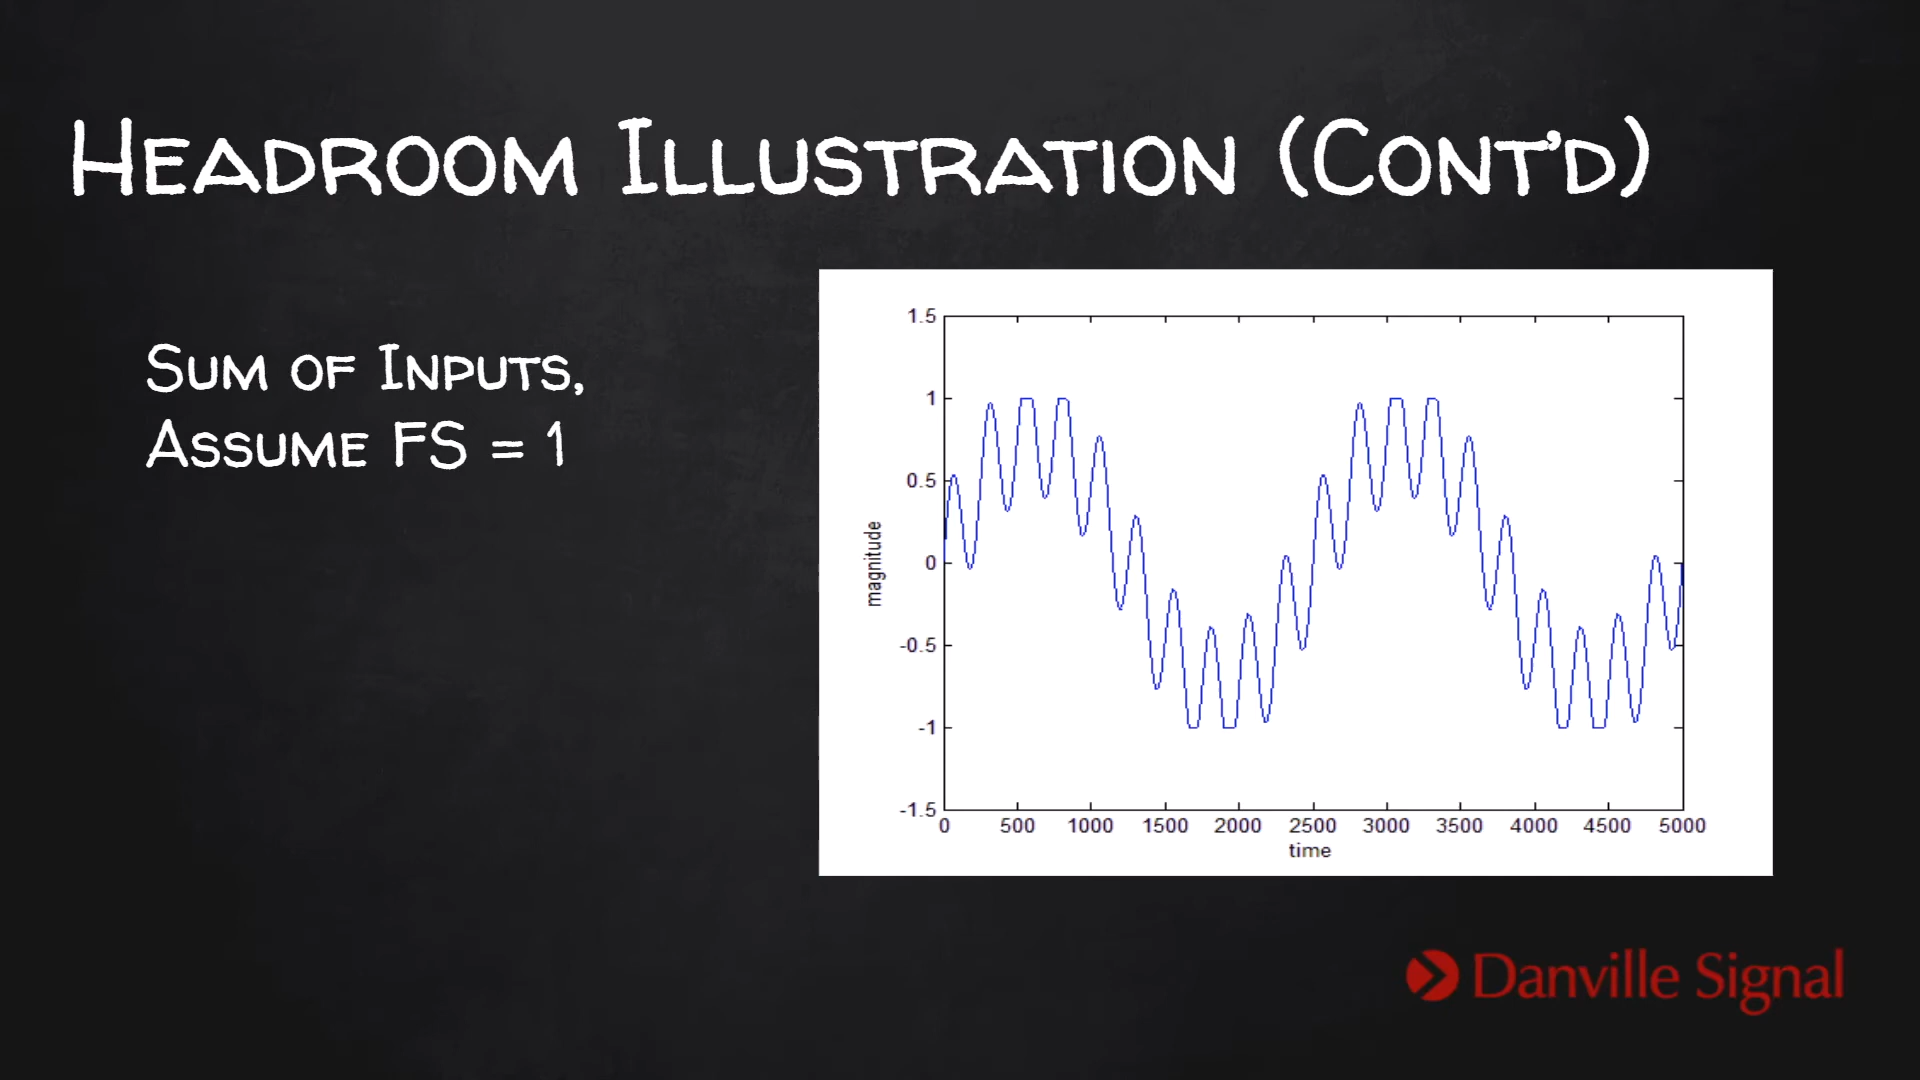 Headroom Illustration (Cont'd)
Sum of Inputs,
Assume FS = 1
1.5
1
0.5
0
-0.5
-1
-1.5
magnitude
0 500 1000 1500 2000 2500 3000 3500 4000 4500 5000
time
Danville Signal